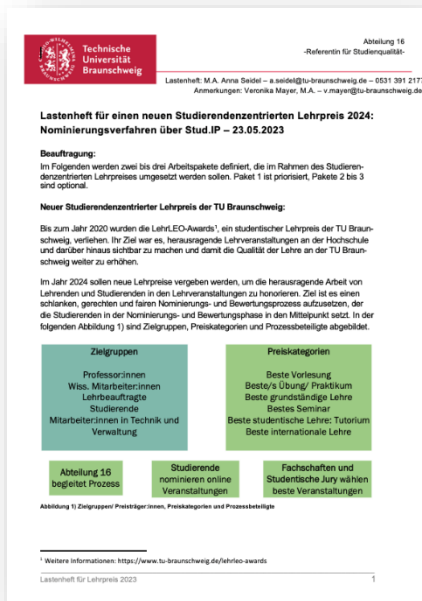 Technische
Universität
Braunschweig
Abteilung 16
-Referentin für Studienqualität-
Lastenheft: M.A. Anna Seidel – a.seidel@tu-braunschweig.de – 0531 391 2177
Anmerkungen: Veronika Mayer, M.A. – v.mayer@tu-braunschweig.de
Lastenheft für einen neuen Studierendenzentrierten Lehrpreis 2024:
Nominierungsverfahren über Stud.IP – 23.05.2023
Beauftragung:
Im Folgenden werden zwei bis drei Arbeitspakete definiert, die im Rahmen des Studieren-
denzentrierten Lehrpreises umgesetzt werden sollen. Paket 1 ist priorisiert, Pakete 2 bis 3
sind optional.
Neuer Studierendenzentrierter Lehrpreis der TU Braunschweig:
Bis zum Jahr 2020 wurden die LehrLEO-Awards¹, ein studentischer Lehrpreis der TU Braun-
schweig, verliehen. Ihr Ziel war es, herausragende Lehrveranstaltungen an der Hochschule
und darüber hinaus sichtbar zu machen und damit die Qualität der Lehre an der TU Braun-
schweig weiter zu erhöhen.
Im Jahr 2024 sollen neue Lehrpreise vergeben werden, um die herausragende Arbeit von
Lehrenden und Studierenden in den Lehrveranstaltungen zu honorieren. Ziel ist es einen
schlanken, gerechten und fairen Nominierungs- und Bewertungsprozess aufzusetzen, der
die Studierenden in der Nominierungs- und Bewertungsphase in den Mittelpunkt setzt. In der
folgenden Abbildung 1) sind Zielgruppen, Preiskategorien und Prozessbeteiligte abgebildet.
Zielgruppen
Professor:innen
Wiss. Mitarbeiter:innen
Lehrbeauftragte
Studierende
Mitarbeiter:innen in Technik und
Verwaltung
Preiskategorien
Beste Vorlesung
Beste/s Übung/ Praktikum
Beste grundständige Lehre
Bestes Seminar
Beste studentische Lehre: Tutorium
Beste internationale Lehre
Abteilung 16
begleitet Prozess
Studierende
nominieren online
Veranstaltungen
Fachschaften und
Studentische Jury wählen
beste Veranstaltungen
Abbildung 1) Zielgruppen/ Preisträger:innen, Preiskategorien und Prozessbeteiligte
¹ Weitere Informationen: https://www.tu-braunschweig.de/lehrleo-awards
Lastenheft für Lehrpreis 2023 1